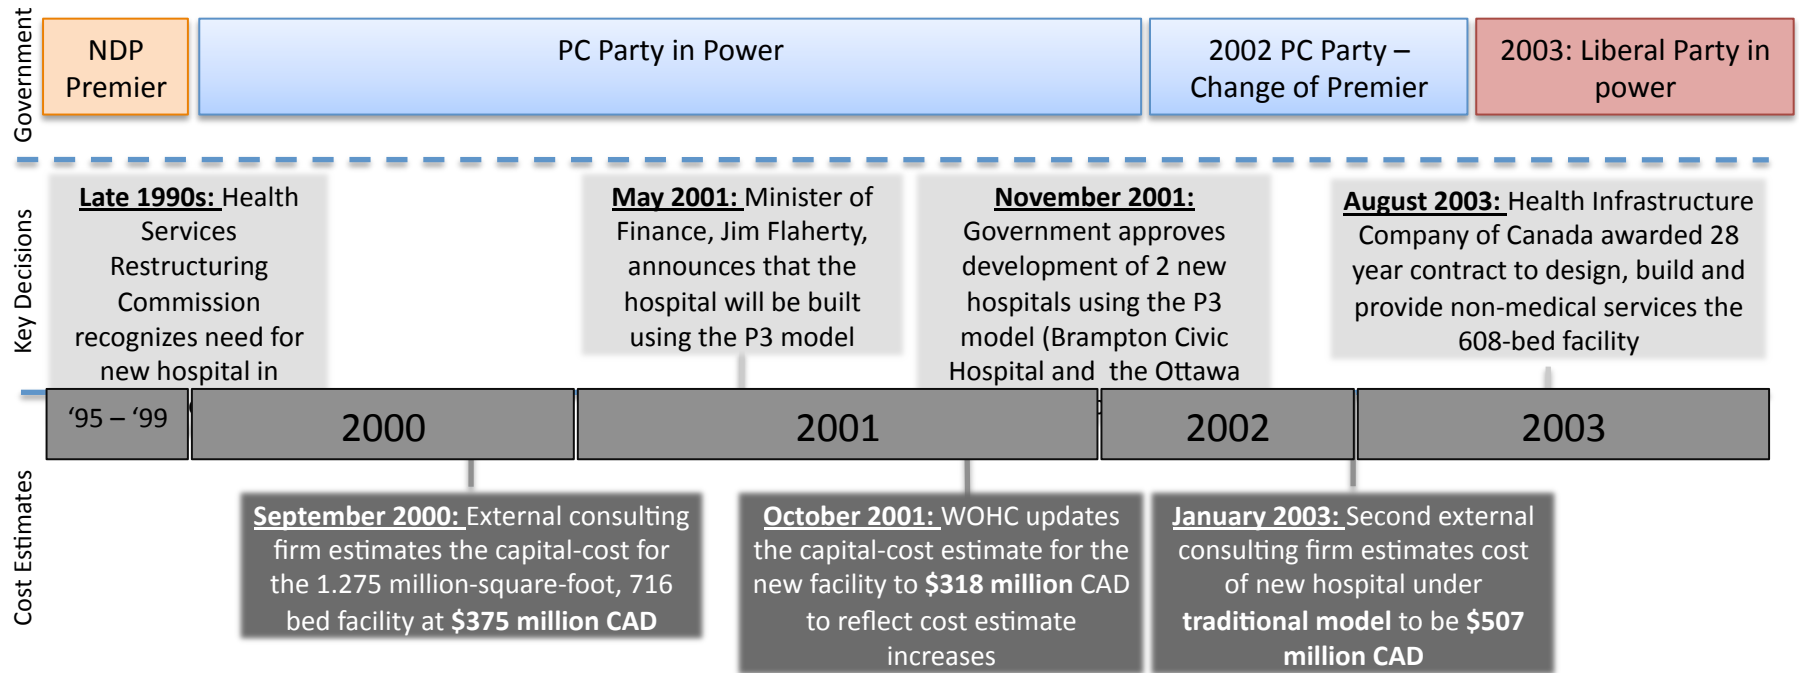 Government
NDP
Premier
PC Party in Power
2002 PC Party –
Change of Premier
2003: Liberal Party in
power
Key Decisions
Late 1990s: Health
Services
Restructuring
Commission
recognizes need for
new hospital in
May 2001: Minister of
Finance, Jim Flaherty,
announces that the
hospital will be built
using the P3 model
November 2001:
Government approves
development of 2 new
hospitals using the P3
model (Brampton Civic
Hospital and the Ottawa
August 2003: Health Infrastructure
Company of Canada awarded 28
year contract to design, build and
provide non-medical services the
608-bed facility
‘95 – ‘99
2000
2001
2002
2003
Cost Estimates
September 2000: External consulting
firm estimates the capital-cost for
the 1.275 million-square-foot, 716
bed facility at $375 million CAD
October 2001: WOHC updates
the capital-cost estimate for the
new facility to $318 million CAD
to reflect cost estimate
increases
January 2003: Second external
consulting firm estimates cost
of new hospital under
traditional model to be $507
million CAD